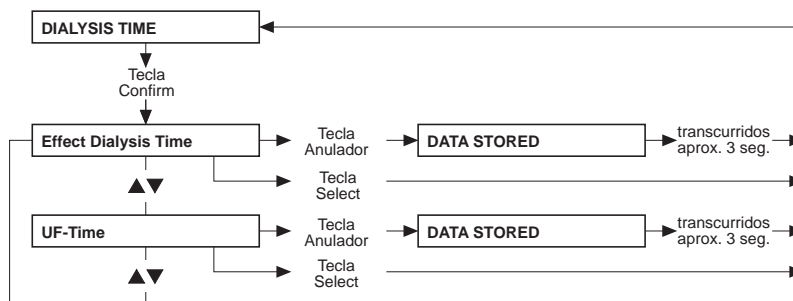 DIALYSIS TIME
Tecla
Confirm
Effect Dialysis Time
Tecla
Anulador
DATA STORED
transcurridos
aprox. 3 seg.
Tecla
Select
UF-Time
Tecla
Anulador
DATA STORED
transcurridos
aprox. 3 seg.
Tecla
Select